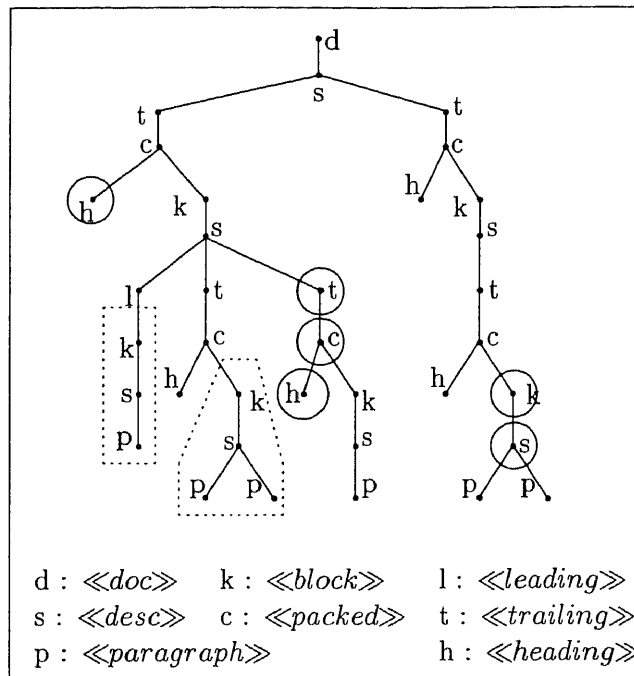 d
s
t t
c c
h k h k
s s
l t t t
k c c c
s h k h k h k
p s s s
p p p p p
d : ≪doc≫ k : ≪block≫ l : ≪leading≫
s : ≪desc≫ c : ≪packed≫ t : ≪trailing≫
p : ≪paragraph≫ h : ≪heading≫